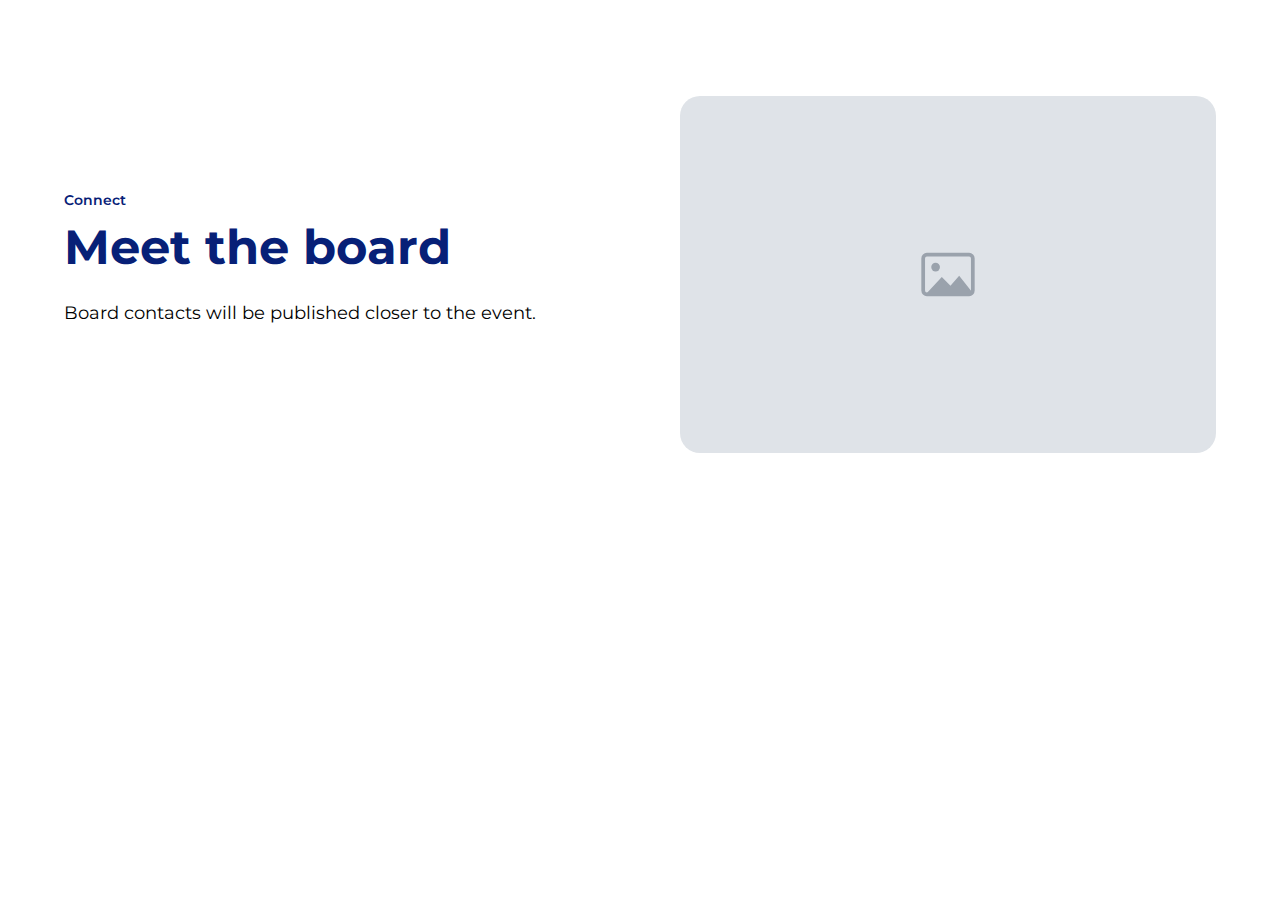 Connect
Meet the board
Board contacts will be published closer to the event.